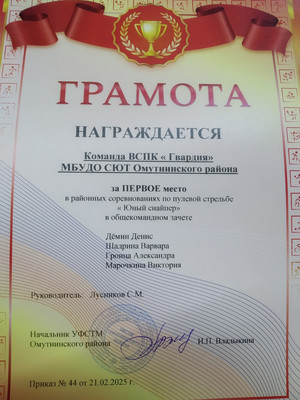 ГРАМОТА
НАГРАЖДАЕТСЯ
Команда ВСПК « Гвардия»
МБУДО СЮТ Омутнинского района
за ПЕРВОЕ место
в районных соревнованиях по пулевой стрельбе
« Юный снайпер»
в общекомандном зачете
Дёмин Денис
Шадрина Варвара
Гроина Александра
Марочкина Виктория
Руководитель: Лусников С.М.
Начальник УФСТМ
Омутнинского района И.П. Владыкина
Приказ № 44 от 21.02.2025 г.